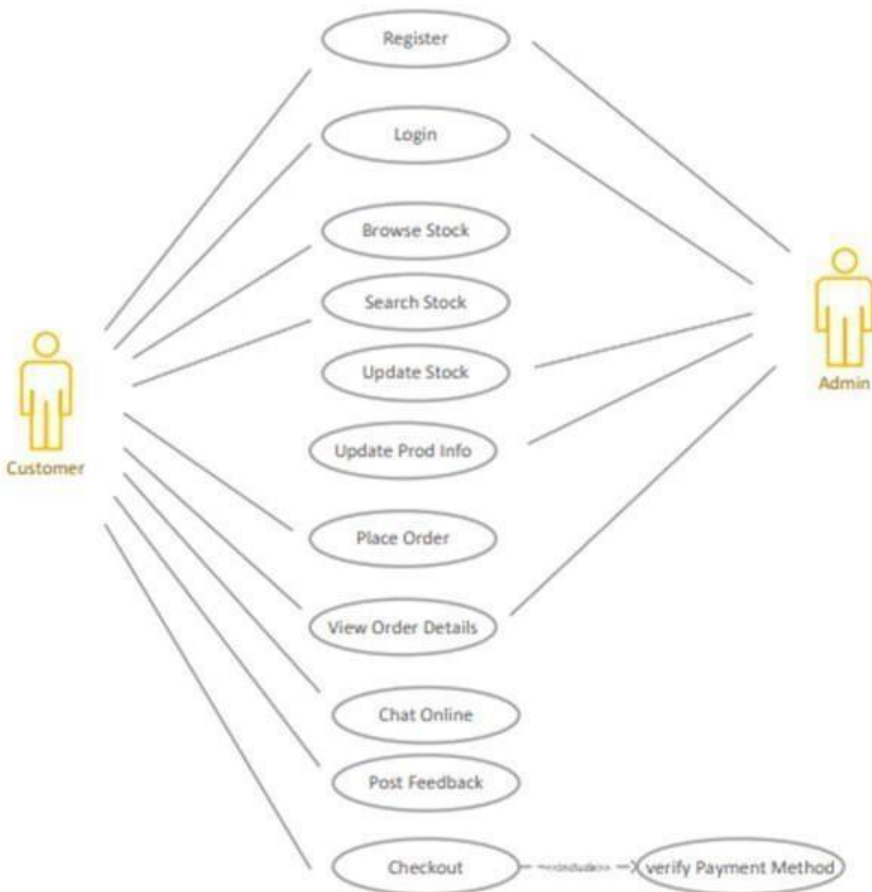 Register
Login
Browse Stock
Search Stock
Update Stock
Admin
Update Prod Info
Customer
Place Order
View Order Details
Chat Online
Post Feedback
Checkout
<<include>>
verify Payment Method